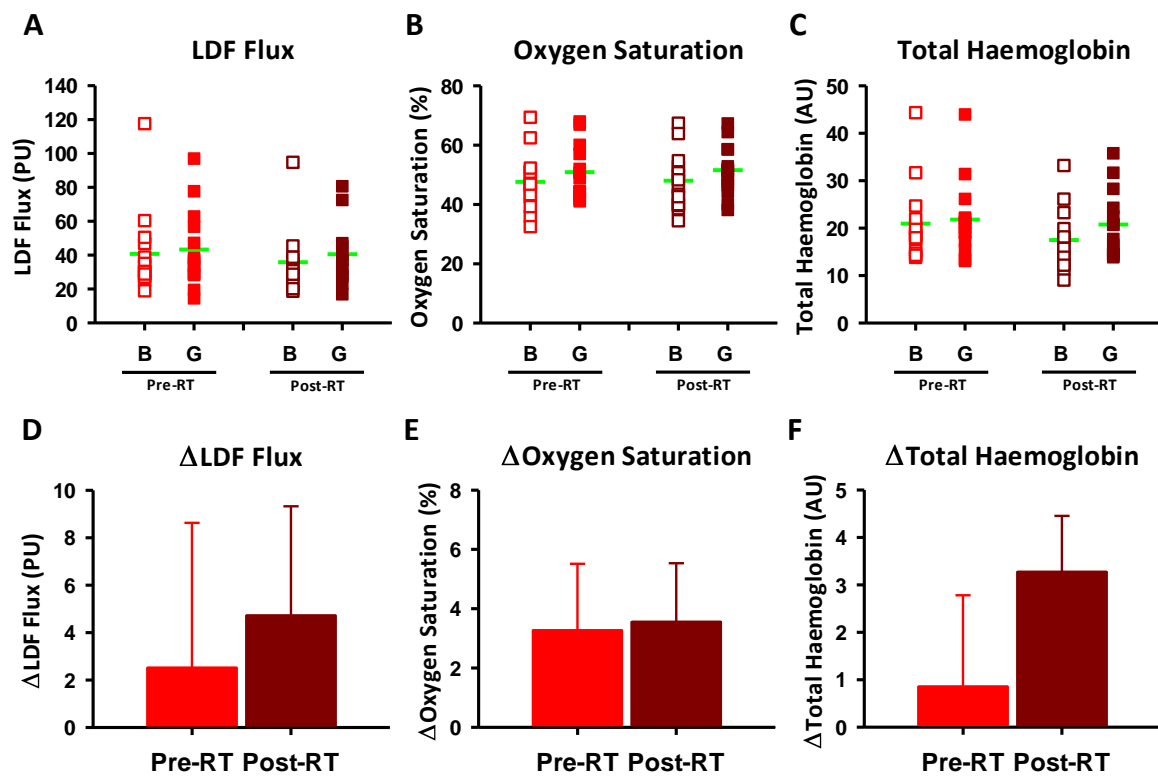 A
LDF Flux
LDF Flux (PU)
140
120
100
80
60
40
20
0
B G B G
Pre-RT Post-RT
B
Oxygen Saturation
Oxygen Saturation (%)
80
60
40
20
0
B G B G
Pre-RT Post-RT
C
Total Haemoglobin
Total Haemoglobin (AU)
50
40
30
20
10
0
B G B G
Pre-RT Post-RT
D
ΔLDF Flux
ΔLDF Flux (PU)
10
8
6
4
2
0
Pre-RT Post-RT
E
ΔOxygen Saturation
ΔOxygen Saturation (%)
8
6
4
2
0
Pre-RT Post-RT
F
ΔTotal Haemoglobin
ΔTotal Haemoglobin (AU)
5
4
3
2
1
0
Pre-RT Post-RT